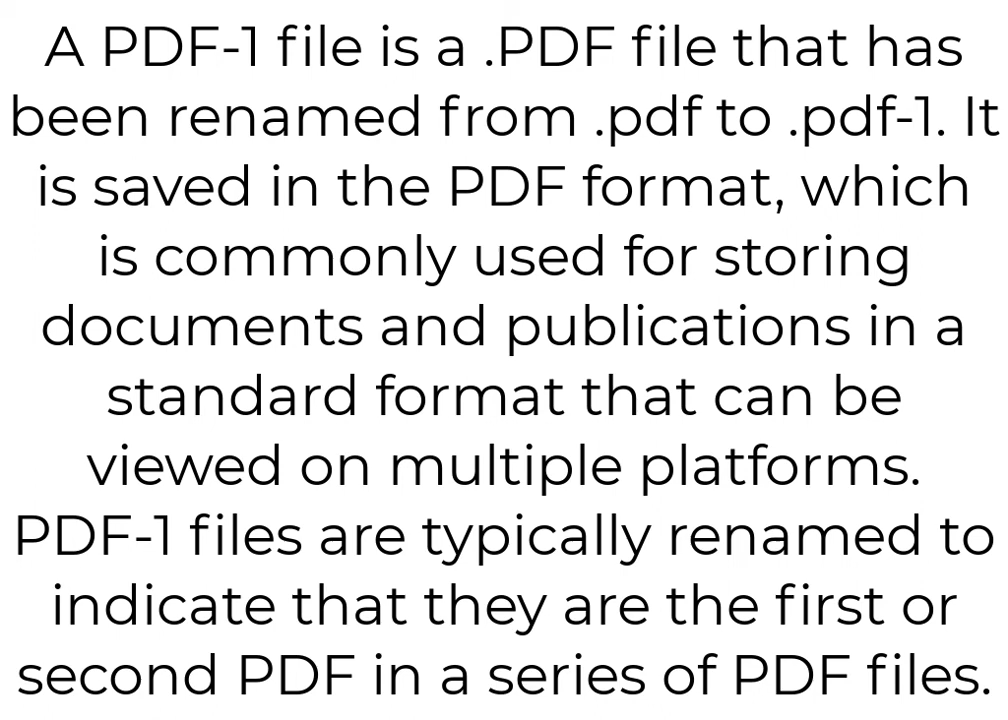 A PDF-1 file is a .PDF file that has
been renamed from .pdf to .pdf-1. It
is saved in the PDF format, which
is commonly used for storing
documents and publications in a
standard format that can be
viewed on multiple platforms.
PDF-1 files are typically renamed to
indicate that they are the first or
second PDF in a series of PDF files.